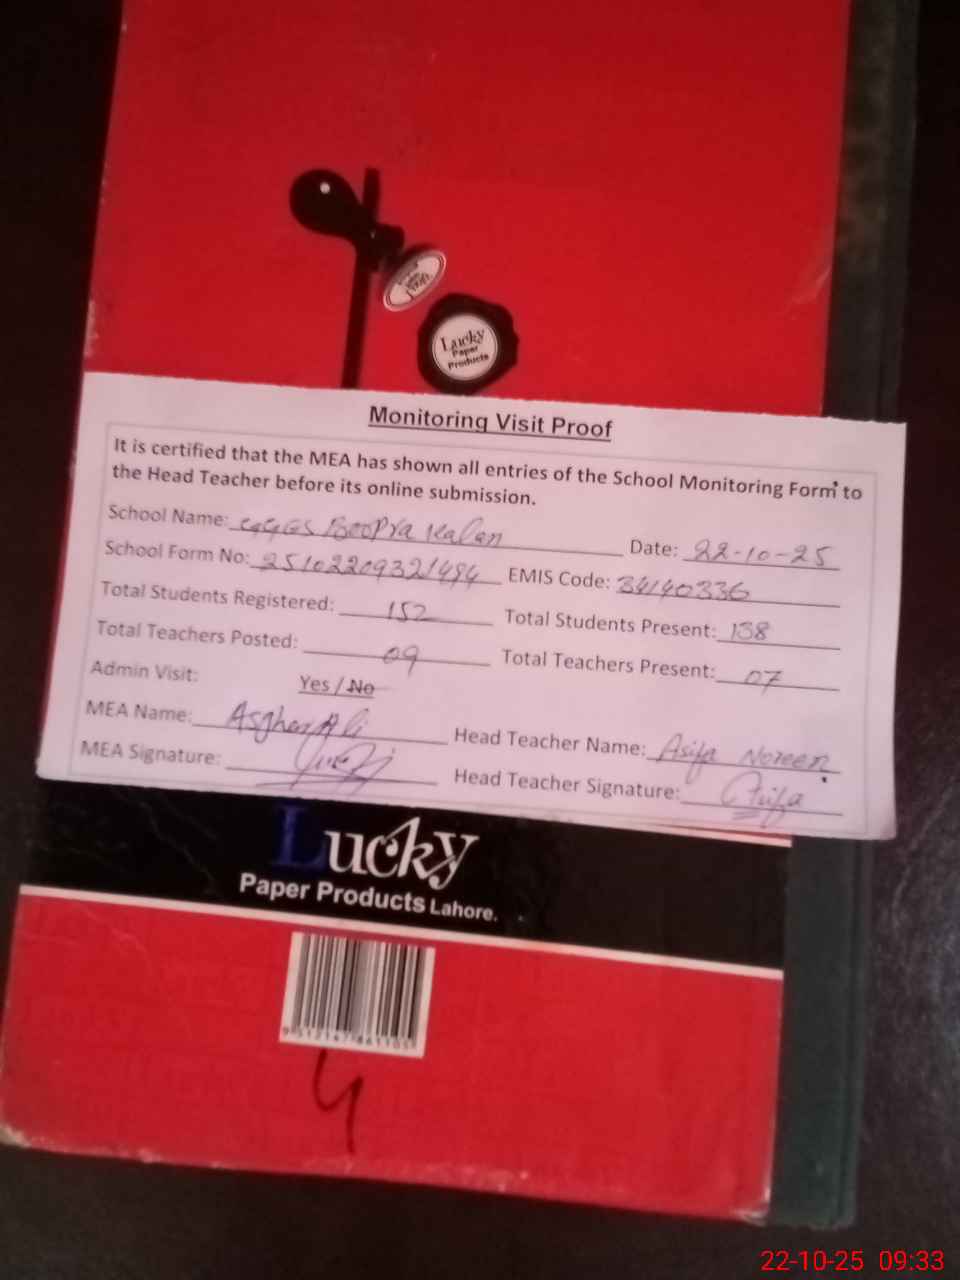 Lucky
Paper
Products
Monitoring Visit Proof
It is certified that the MEA has shown all entries of the School Monitoring Form to
the Head Teacher before its online submission.
School Name: GGES Boopra Kalan
Date: 22-10-25
School Form No: 25102209321494
EMIS Code: 34140336
Total Students Registered: 152
Total Students Present: 138
Total Teachers Posted: 09
Total Teachers Present: 07
Admin Visit: Yes / No
MEA Name: Asghar Ali
Head Teacher Name: Asifa Noreen
MEA Signature:
Head Teacher Signature: Asifa
Lucky
Paper Products Lahore.
4
22-10-25 09:33